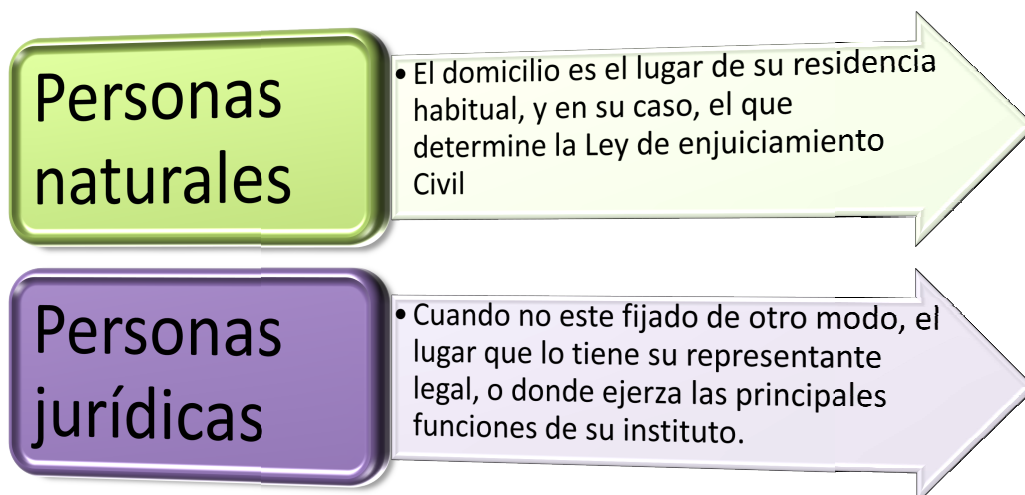 Personas
naturales
• El domicilio es el lugar de su residencia
habitual, y en su caso, el que
determine la Ley de enjuiciamiento
Civil
Personas
jurídicas
• Cuando no este fijado de otro modo, el
lugar que lo tiene su representante
legal, o donde ejerza las principales
funciones de su instituto.